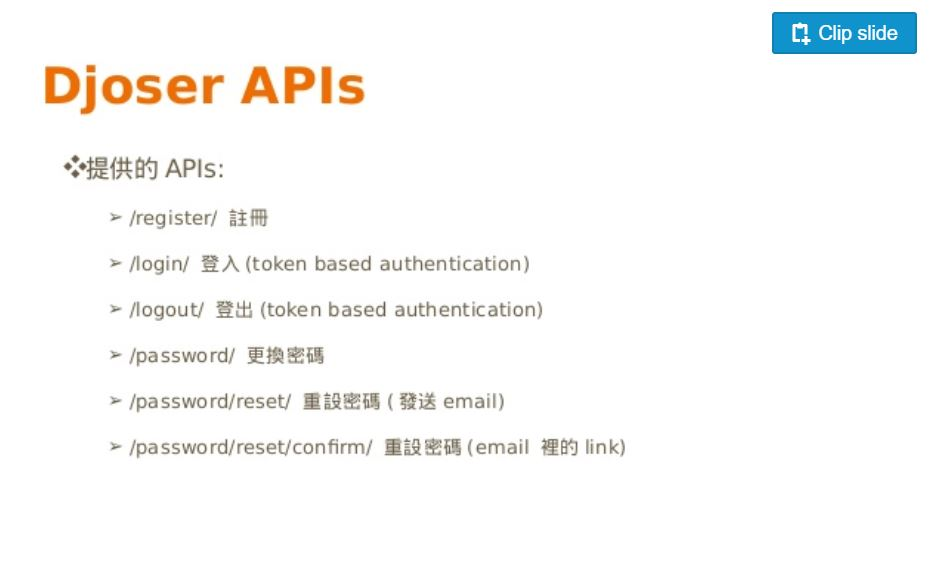 Clip slide
Djoser APIs
❖提供的 APIs:
➢ /register/ 註冊
➢ /login/ 登入 (token based authentication)
➢ /logout/ 登出 (token based authentication)
➢ /password/ 更換密碼
➢ /password/reset/ 重設密碼 ( 發送 email)
➢ /password/reset/confirm/ 重設密碼 (email 裡的 link)